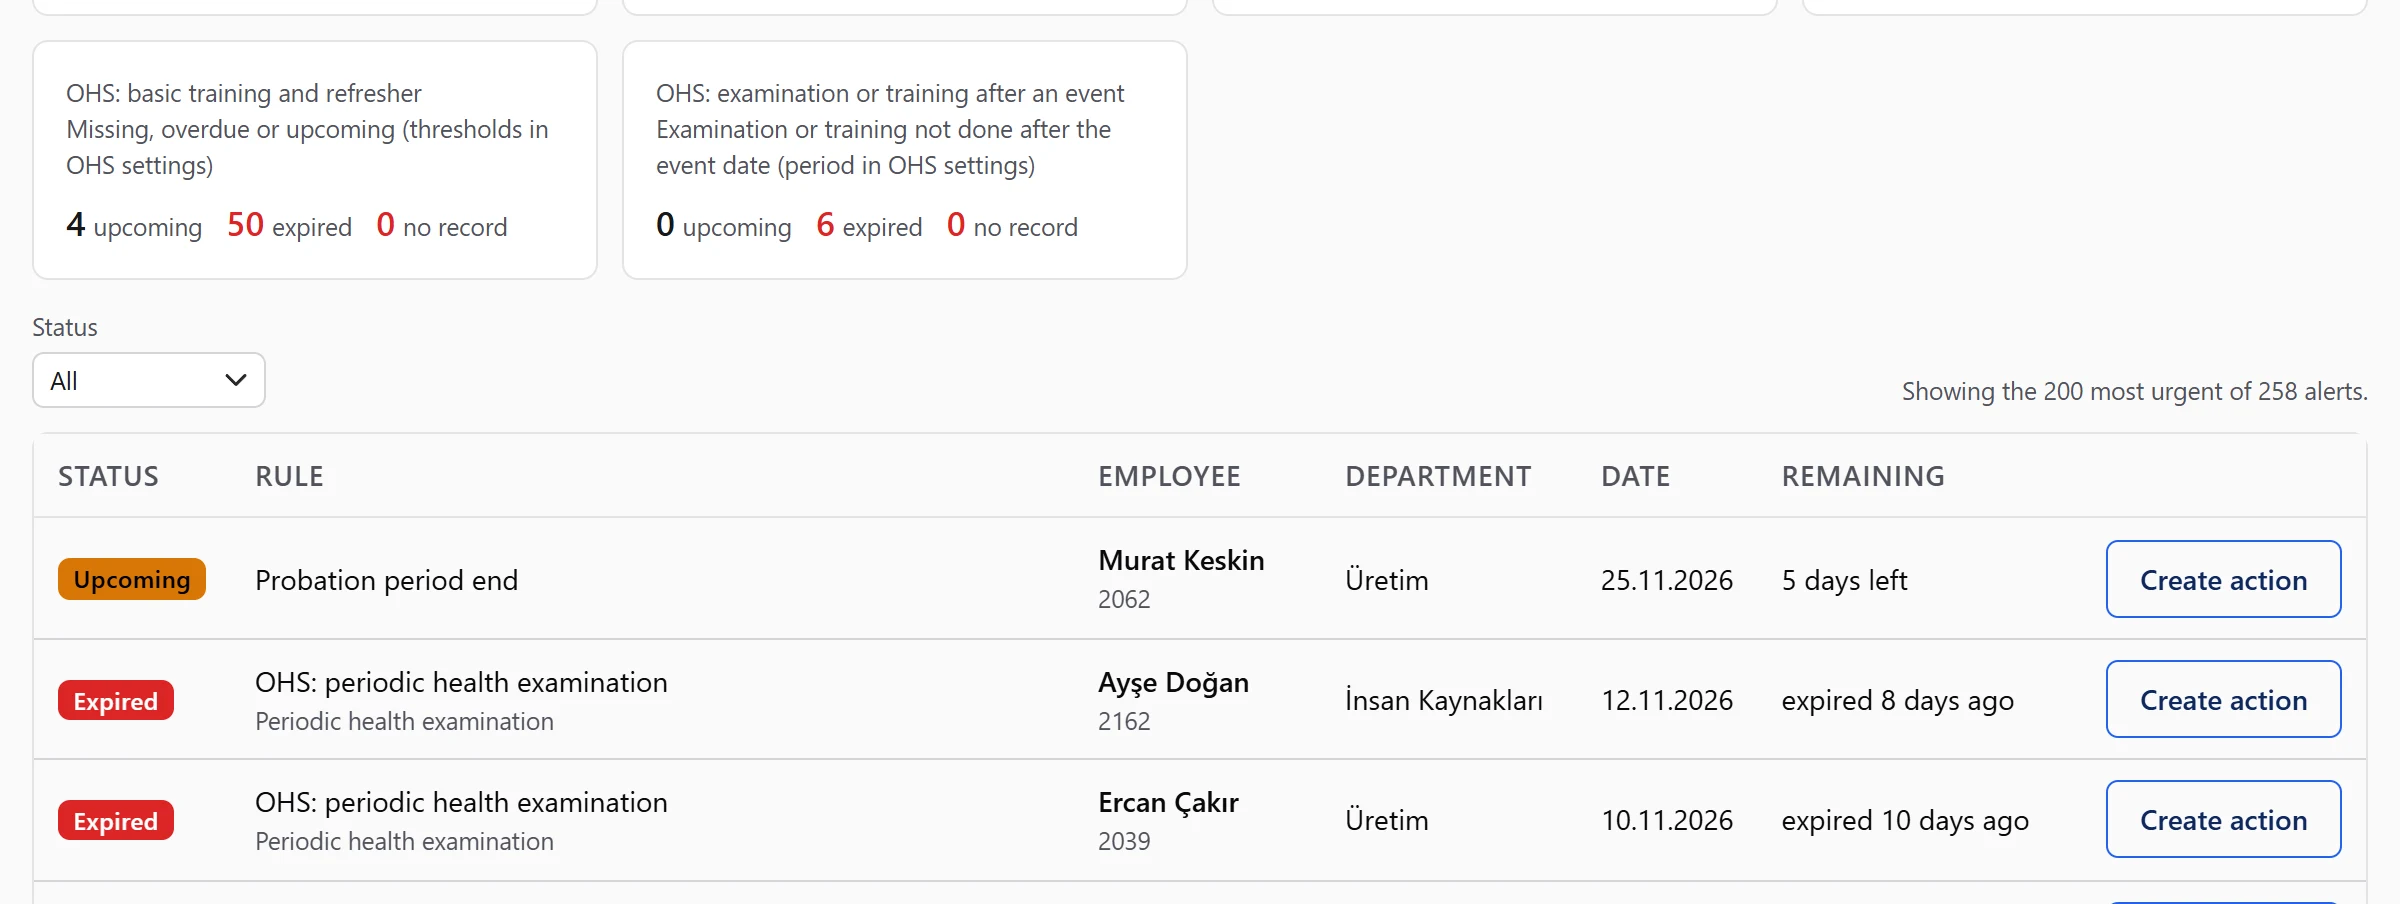 OHS: basic training and refresher
Missing, overdue or upcoming (thresholds in
OHS settings)
4 upcoming 50 expired 0 no record
OHS: examination or training after an event
Examination or training not done after the
event date (period in OHS settings)
0 upcoming 6 expired 0 no record
Status
All
Showing the 200 most urgent of 258 alerts.
STATUS RULE EMPLOYEE DEPARTMENT DATE REMAINING
Upcoming Probation period end Murat Keskin Üretim 25.11.2026 5 days left Create action
2062
Expired OHS: periodic health examination Ayşe Doğan İnsan Kaynakları 12.11.2026 expired 8 days ago Create action
Periodic health examination 2162
Expired OHS: periodic health examination Ercan Çakır Üretim 10.11.2026 expired 10 days ago Create action
Periodic health examination 2039